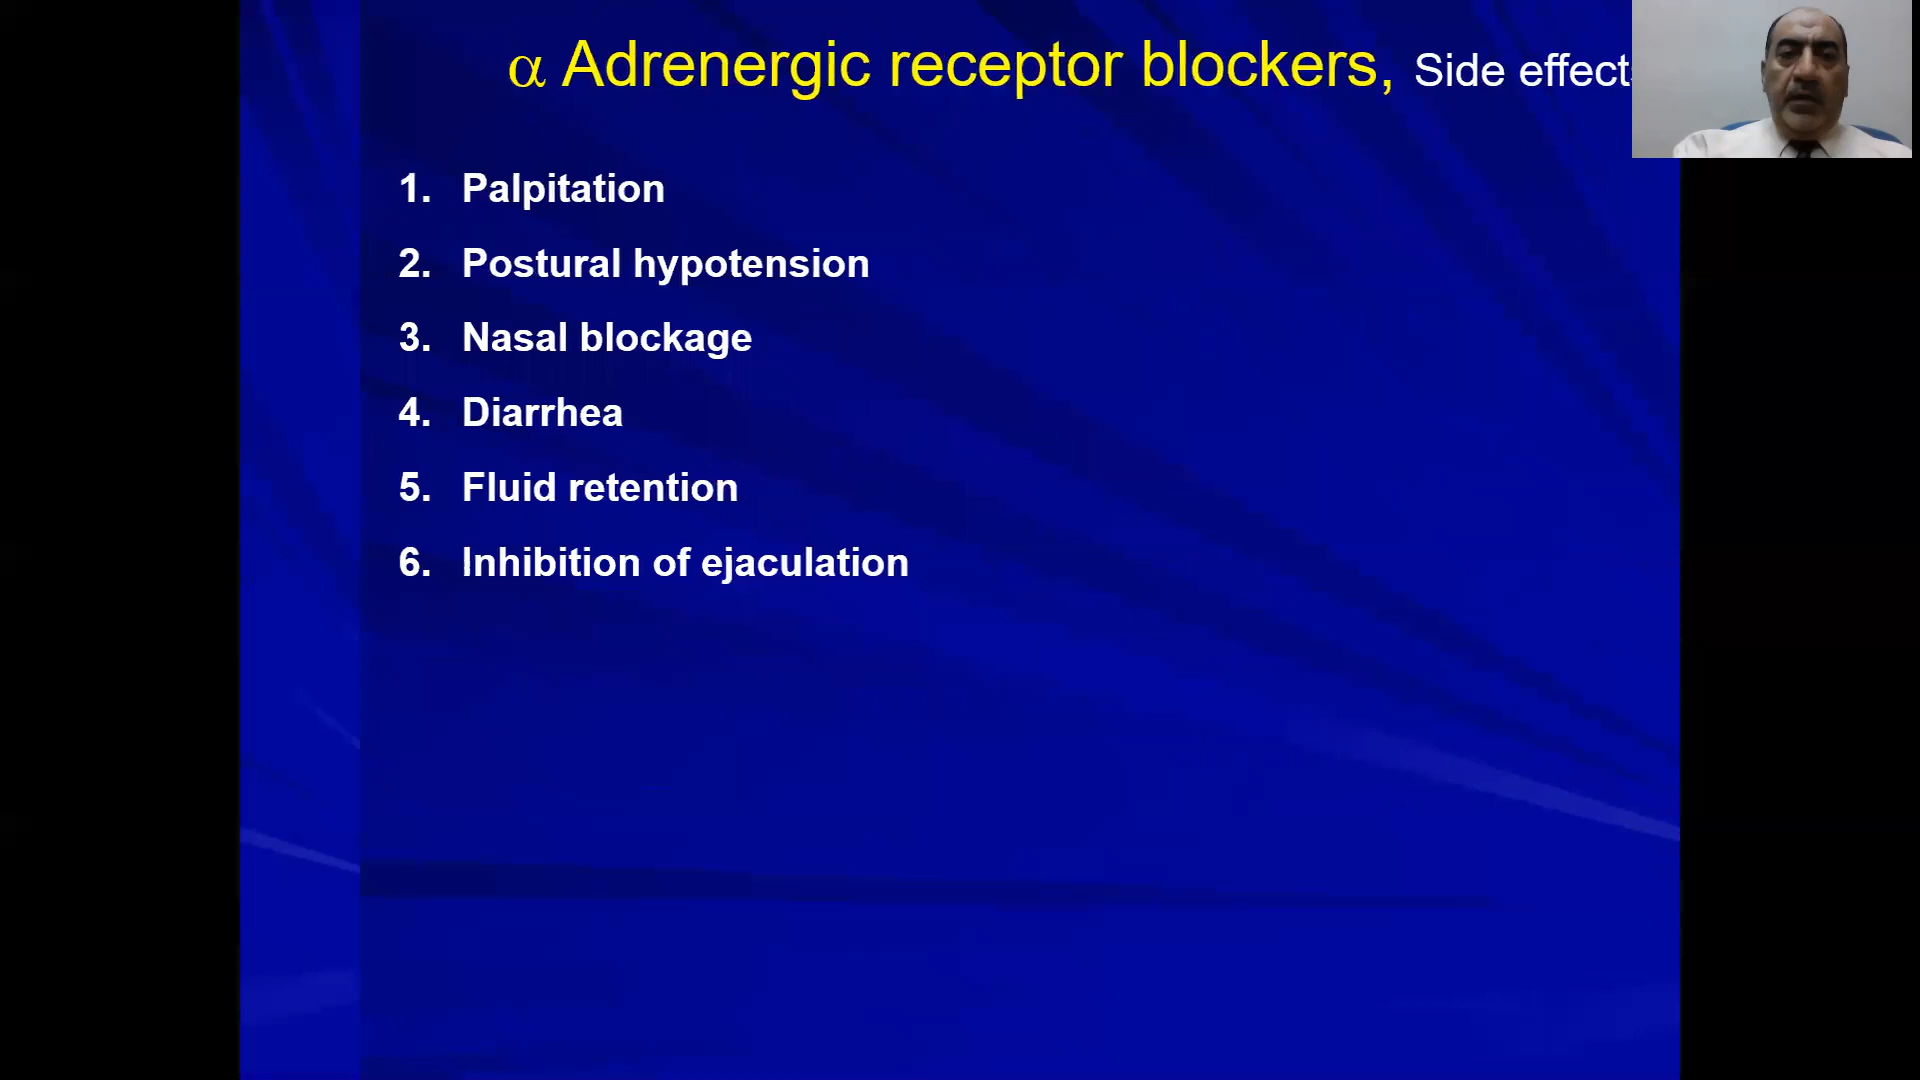 α Adrenergic receptor blockers, Side effect
1. Palpitation
2. Postural hypotension
3. Nasal blockage
4. Diarrhea
5. Fluid retention
6. Inhibition of ejaculation